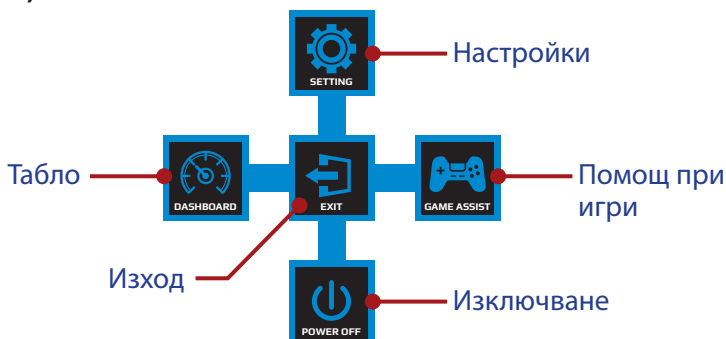 SETTING
Настройки
Табло
DASHBOARD
EXIT
GAME ASSIST
Помощ при
игри
Изход
POWER OFF
Изключване